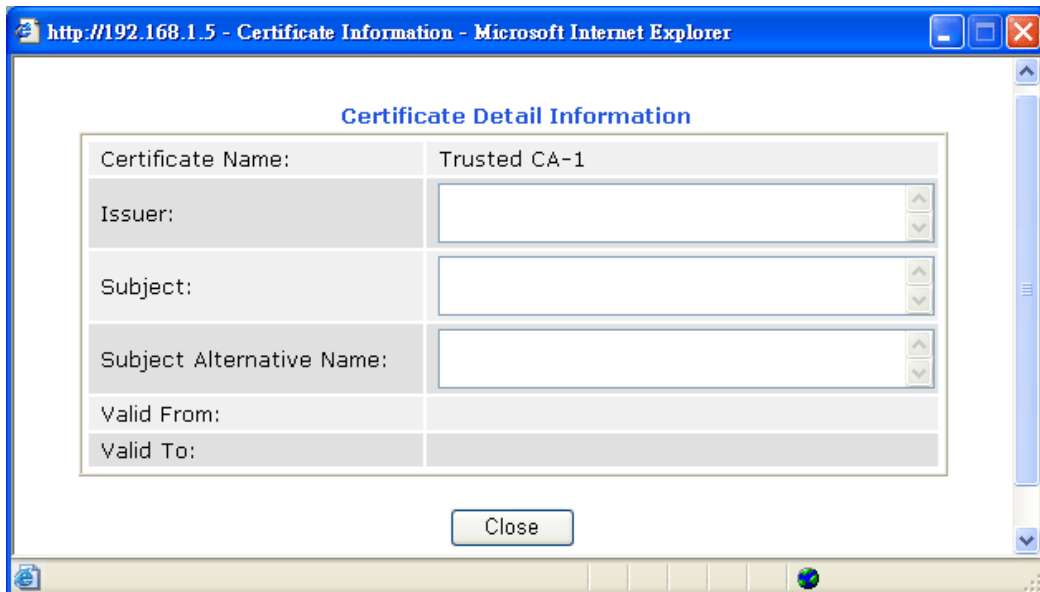 http://192.168.1.5 - Certificate Information - Microsoft Internet Explorer
Certificate Detail Information
Certificate Name: Trusted CA-1
Issuer:
Subject:
Subject Alternative Name:
Valid From:
Valid To:
Close